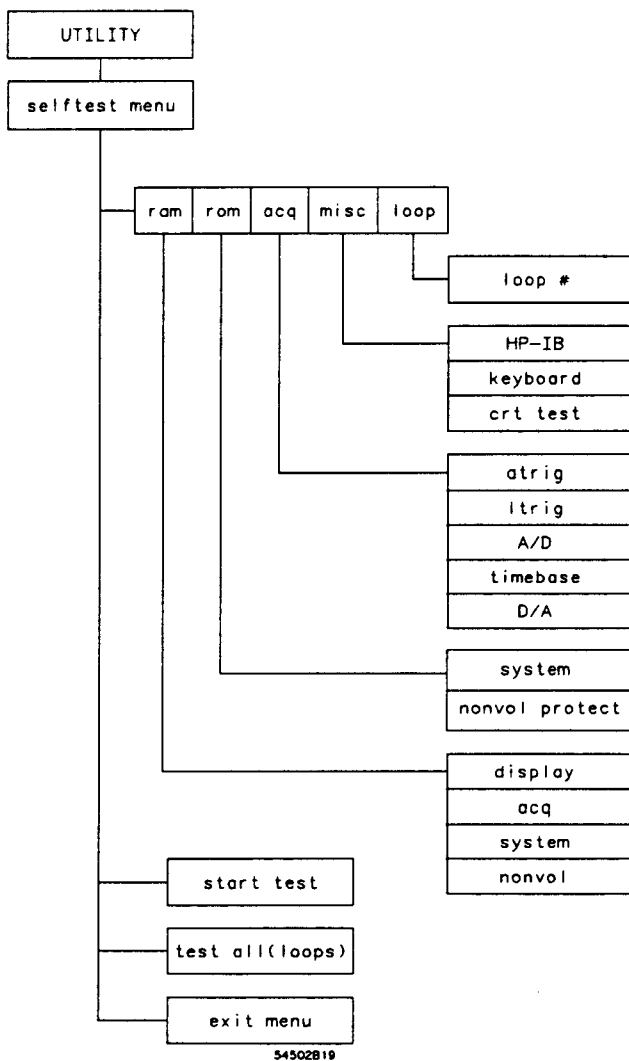 UTILITY
selftest menu
ram rom acq misc loop
loop #
HP-IB
keyboard
crt test
atrig
ltrig
A/D
timebase
D/A
system
nonvol protect
display
acq
system
nonvol
start test
test all(loops)
exit menu
54502B19